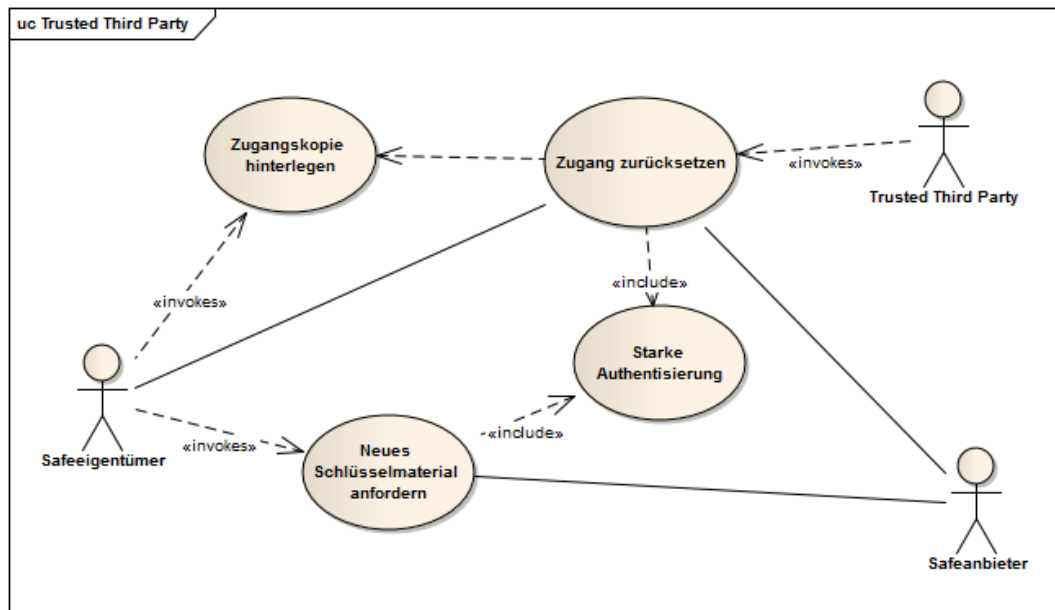 uc Trusted Third Party
Zugangskopie
hinterlegen
Zugang zurücksetzen
«invokes»
Trusted Third Party
«invokes»
«include»
Starke
Authentisierung
Safeeigentümer
«invokes»
«include»
Neues
Schlüsselmaterial
anfordern
Safeanbieter